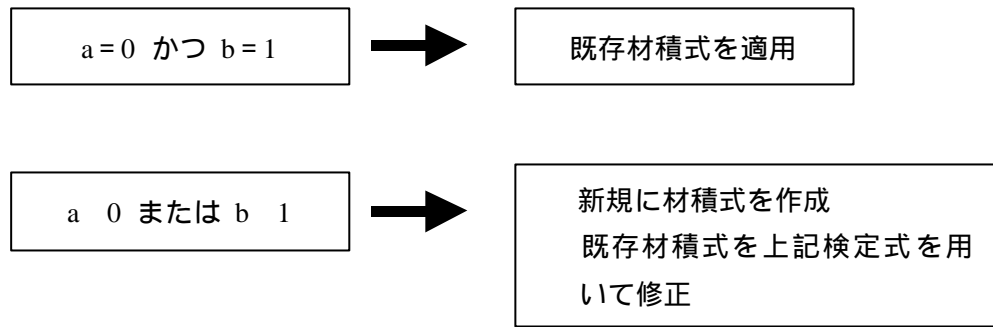 a = 0 かつ b = 1
既存材積式を適用
a 0 または b 1
新規に材積式を作成
既存材積式を上記検定式を用
いて修正